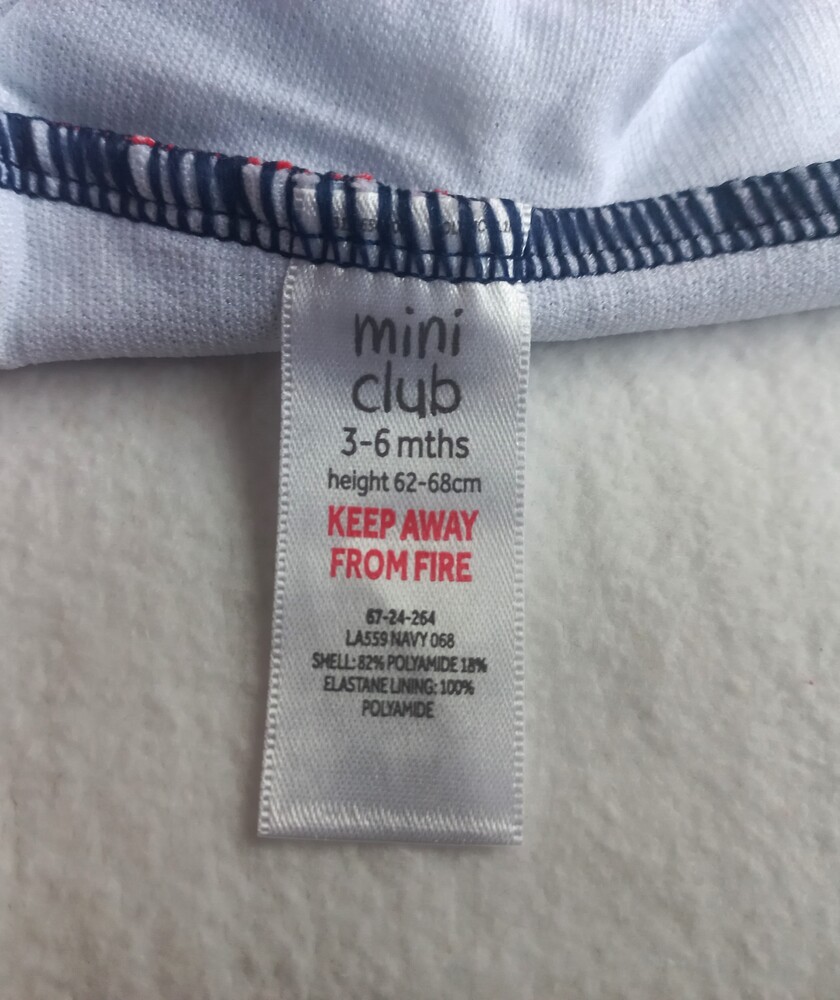 mini
club
3-6 mths
height 62-68cm
KEEP AWAY
FROM FIRE
67-24-264
LA559 NAVY 068
SHELL: 82% POLYAMIDE 18%
ELASTANE LINING: 100%
POLYAMIDE